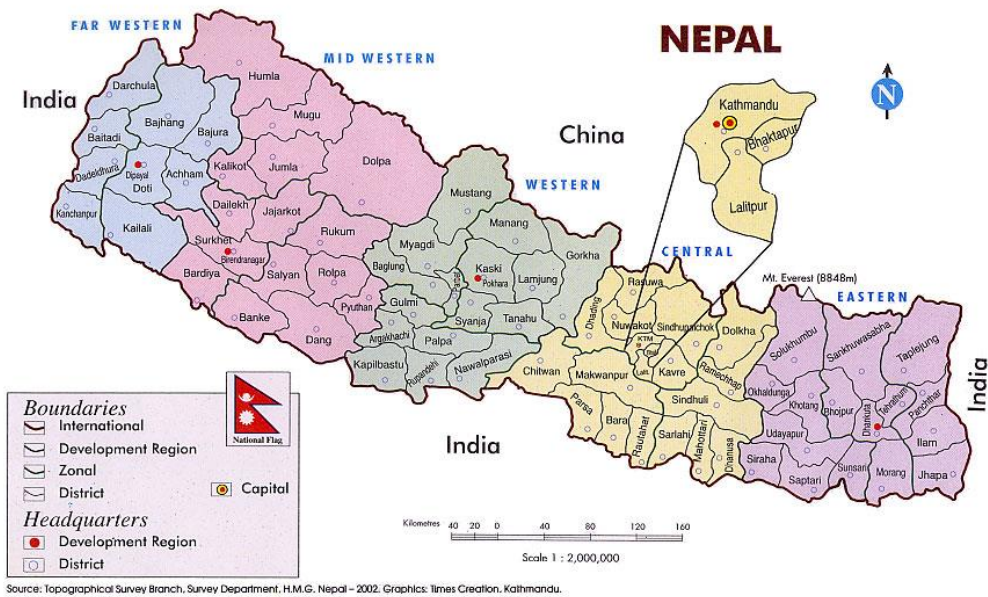 NEPAL
FAR WESTERN
MID WESTERN
WESTERN
CENTRAL
EASTERN
India
China
India
India
N
Mt. Everest (8848m)
Kathmandu
Bhaktapur
Lalitpur
Darchula
Baitadi
Bajhang
Bajura
Dadeldhura
Dipayal
Doti
Achham
Kanchanpur
Kailali
Humla
Mugu
Dolpa
Kalikot
Jumla
Dailekh
Jajarkot
Rukum
Surkhet
Birendranagar
Bardiya
Salyan
Rolpa
Pyuthan
Banke
Dang
Mustang
Manang
Gorkha
Myagdi
Baglung
Parbat
Kaski
Pokhara
Lamjung
Gulmi
Syanja
Tanahu
Argakhachi
Palpa
Kapilbastu
Rupandehi
Nawalparasi
Rasuwa
Dhading
Nuwakot
Sindhupalchok
Dolkha
KTM
Lalit.
Kavre
Ramechhap
Chitwan
Makwanpur
Sindhuli
Parsa
Bara
Rautahat
Sarlahi
Mahottari
Dhanusa
Solukhumbu
Sankhuwasabha
Taplejung
Okhaldunga
Khotang
Bhojpur
Dhankuta
Tehrathum
Panchthar
Udayapur
Ilam
Siraha
Saptari
Sunsari
Morang
Jhapa
Boundaries
International
Development Region
Zonal
District
Capital
Headquarters
Development Region
District
National Flag
Kilometres 40 20 0 40 80 120 160
Scale 1 : 2,000,000
Source: Topographical Survey Branch, Survey Department, H.M.G. Nepal – 2002. Graphics: Times Creation, Kathmandu.